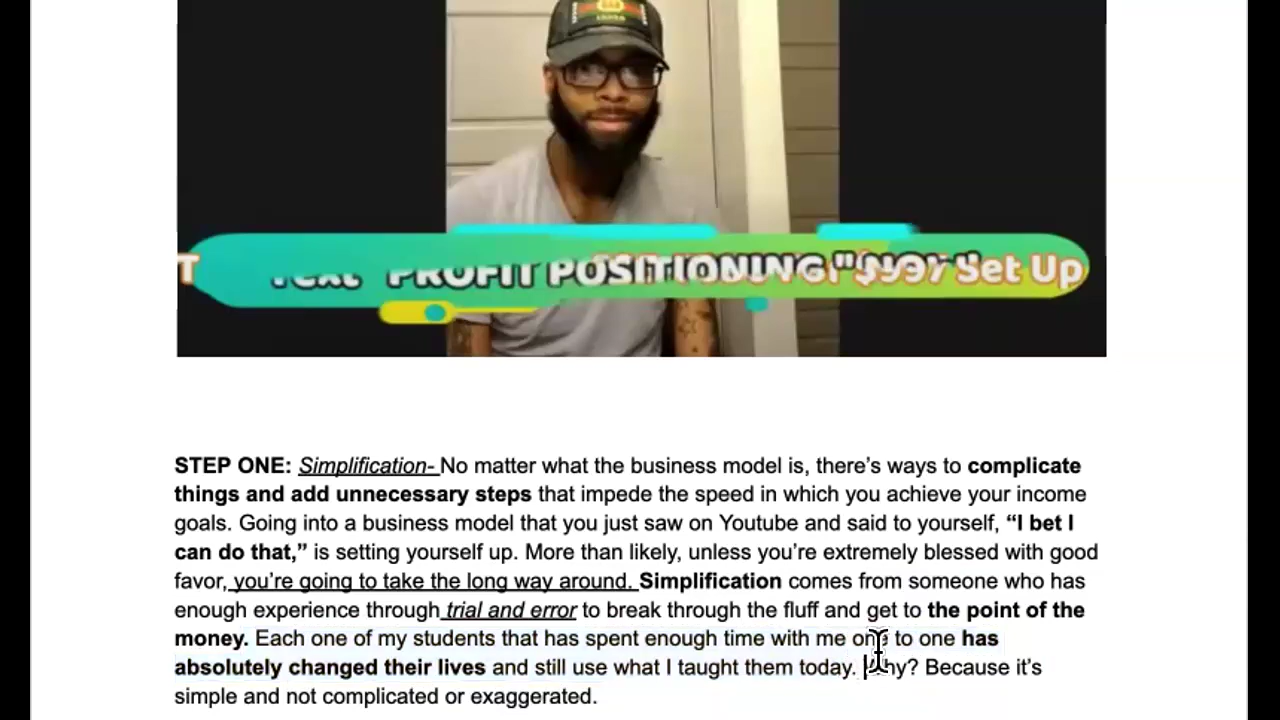 T Text "PROFIT POSITIONING "NOW" $997 Set Up
STEP ONE: Simplification- No matter what the business model is, there’s ways to complicate
things and add unnecessary steps that impede the speed in which you achieve your income
goals. Going into a business model that you just saw on Youtube and said to yourself, “I bet I
can do that,” is setting yourself up. More than likely, unless you’re extremely blessed with good
favor, you’re going to take the long way around. Simplification comes from someone who has
enough experience through trial and error to break through the fluff and get to the point of the
money. Each one of my students that has spent enough time with me one to one has
absolutely changed their lives and still use what I taught them today. Why? Because it’s
simple and not complicated or exaggerated.